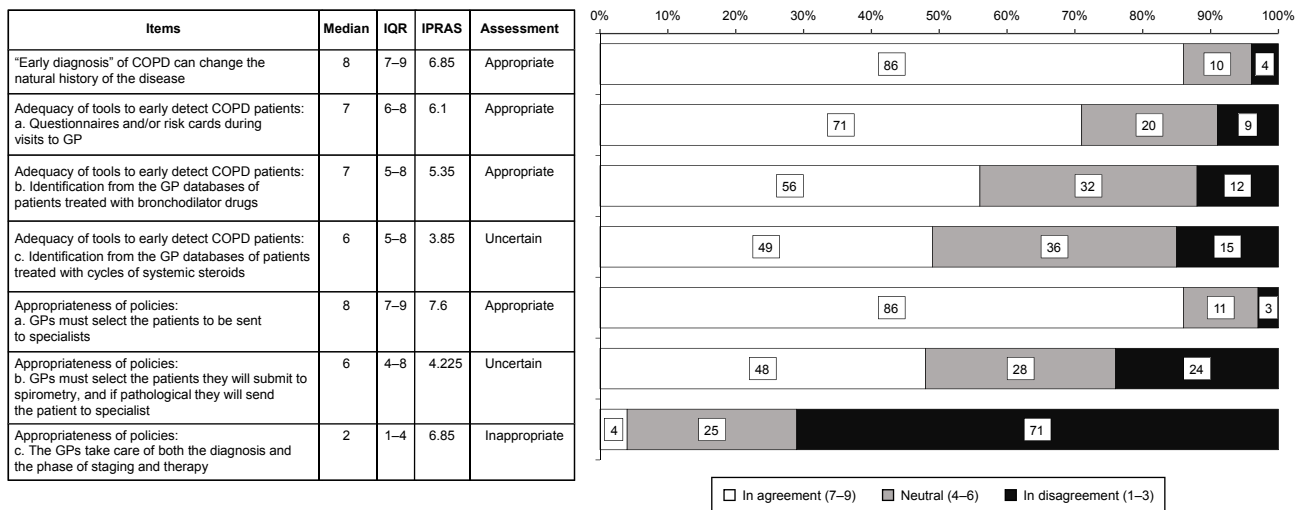 Items Median IQR IPRAS Assessment
“Early diagnosis” of COPD can change the 8 7–9 6.85 Appropriate
natural history of the disease
Adequacy of tools to early detect COPD patients: 7 6–8 6.1 Appropriate
a. Questionnaires and/or risk cards during
visits to GP
Adequacy of tools to early detect COPD patients: 7 5–8 5.35 Appropriate
b. Identification from the GP databases of
patients treated with bronchodilator drugs
Adequacy of tools to early detect COPD patients: 6 5–8 3.85 Uncertain
c. Identification from the GP databases of patients
treated with cycles of systemic steroids
Appropriateness of policies: 8 7–9 7.6 Appropriate
a. GPs must select the patients to be sent
to specialists
Appropriateness of policies: 6 4–8 4.225 Uncertain
b. GPs must select the patients they will submit to
spirometry, and if pathological they will send
the patient to specialist
Appropriateness of policies: 2 1–4 6.85 Inappropriate
c. The GPs take care of both the diagnosis and
the phase of staging and therapy
0% 10% 20% 30% 40% 50% 60% 70% 80% 90% 100%
86 10 4
71 20 9
56 32 12
49 36 15
86 11 3
48 28 24
4 25 71
In agreement (7–9) Neutral (4–6) In disagreement (1–3)